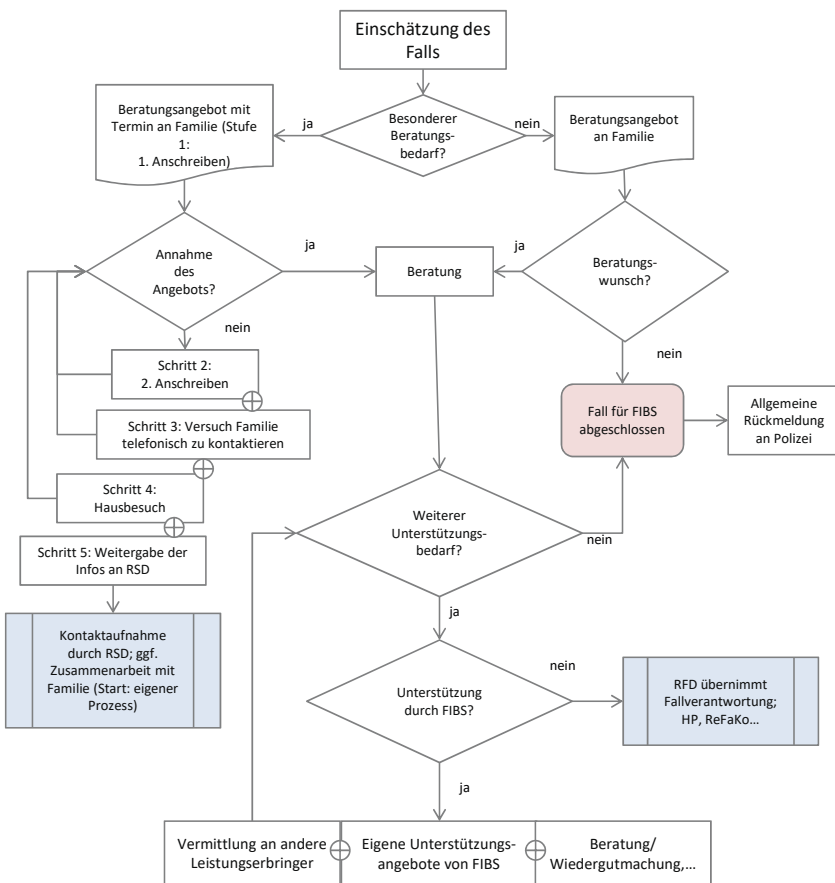 Einschätzung des
Falls
Beratungsangebot mit
Termin an Familie (Stufe
1:
1. Anschreiben)
ja
Besonderer
Beratungs-
bedarf?
nein
Beratungsangebot
an Familie
Annahme
des
Angebots?
ja
Beratung
ja
Beratungs-
wunsch?
nein
nein
Schritt 2:
2. Anschreiben
Schritt 3: Versuch Familie
telefonisch zu kontaktieren
Schritt 4:
Hausbesuch
Schritt 5: Weitergabe der
Infos an RSD
Kontaktaufnahme
durch RSD; ggf.
Zusammenarbeit mit
Familie (Start: eigener
Prozess)
Fall für FIBS
abgeschlossen
Allgemeine
Rückmeldung
an Polizei
Weiterer
Unterstützungs-
bedarf?
nein
ja
Unterstützung
durch FIBS?
nein
RFD übernimmt
Fallverantwortung;
HP, ReFaKo…
ja
Vermittlung an andere
Leistungserbringer
Eigene Unterstützungs-
angebote von FIBS
Beratung/
Wiedergutmachung,…